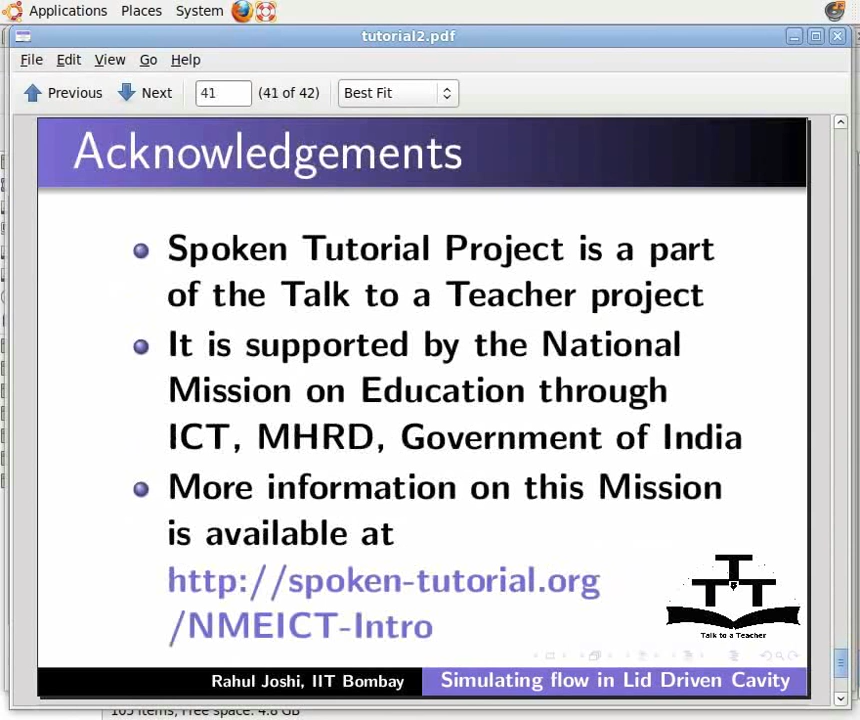 Applications Places System
tutorial2.pdf
File Edit View Go Help
Previous Next 41 (41 of 42) Best Fit
Acknowledgements
Spoken Tutorial Project is a part
of the Talk to a Teacher project
It is supported by the National
Mission on Education through
ICT, MHRD, Government of India
More information on this Mission
is available at
http://spoken-tutorial.org
/NMEICT-Intro
TTT
Talk to a Teacher
Rahul Joshi, IIT Bombay Simulating flow in Lid Driven Cavity
105 items, Free space: 4.8 GB